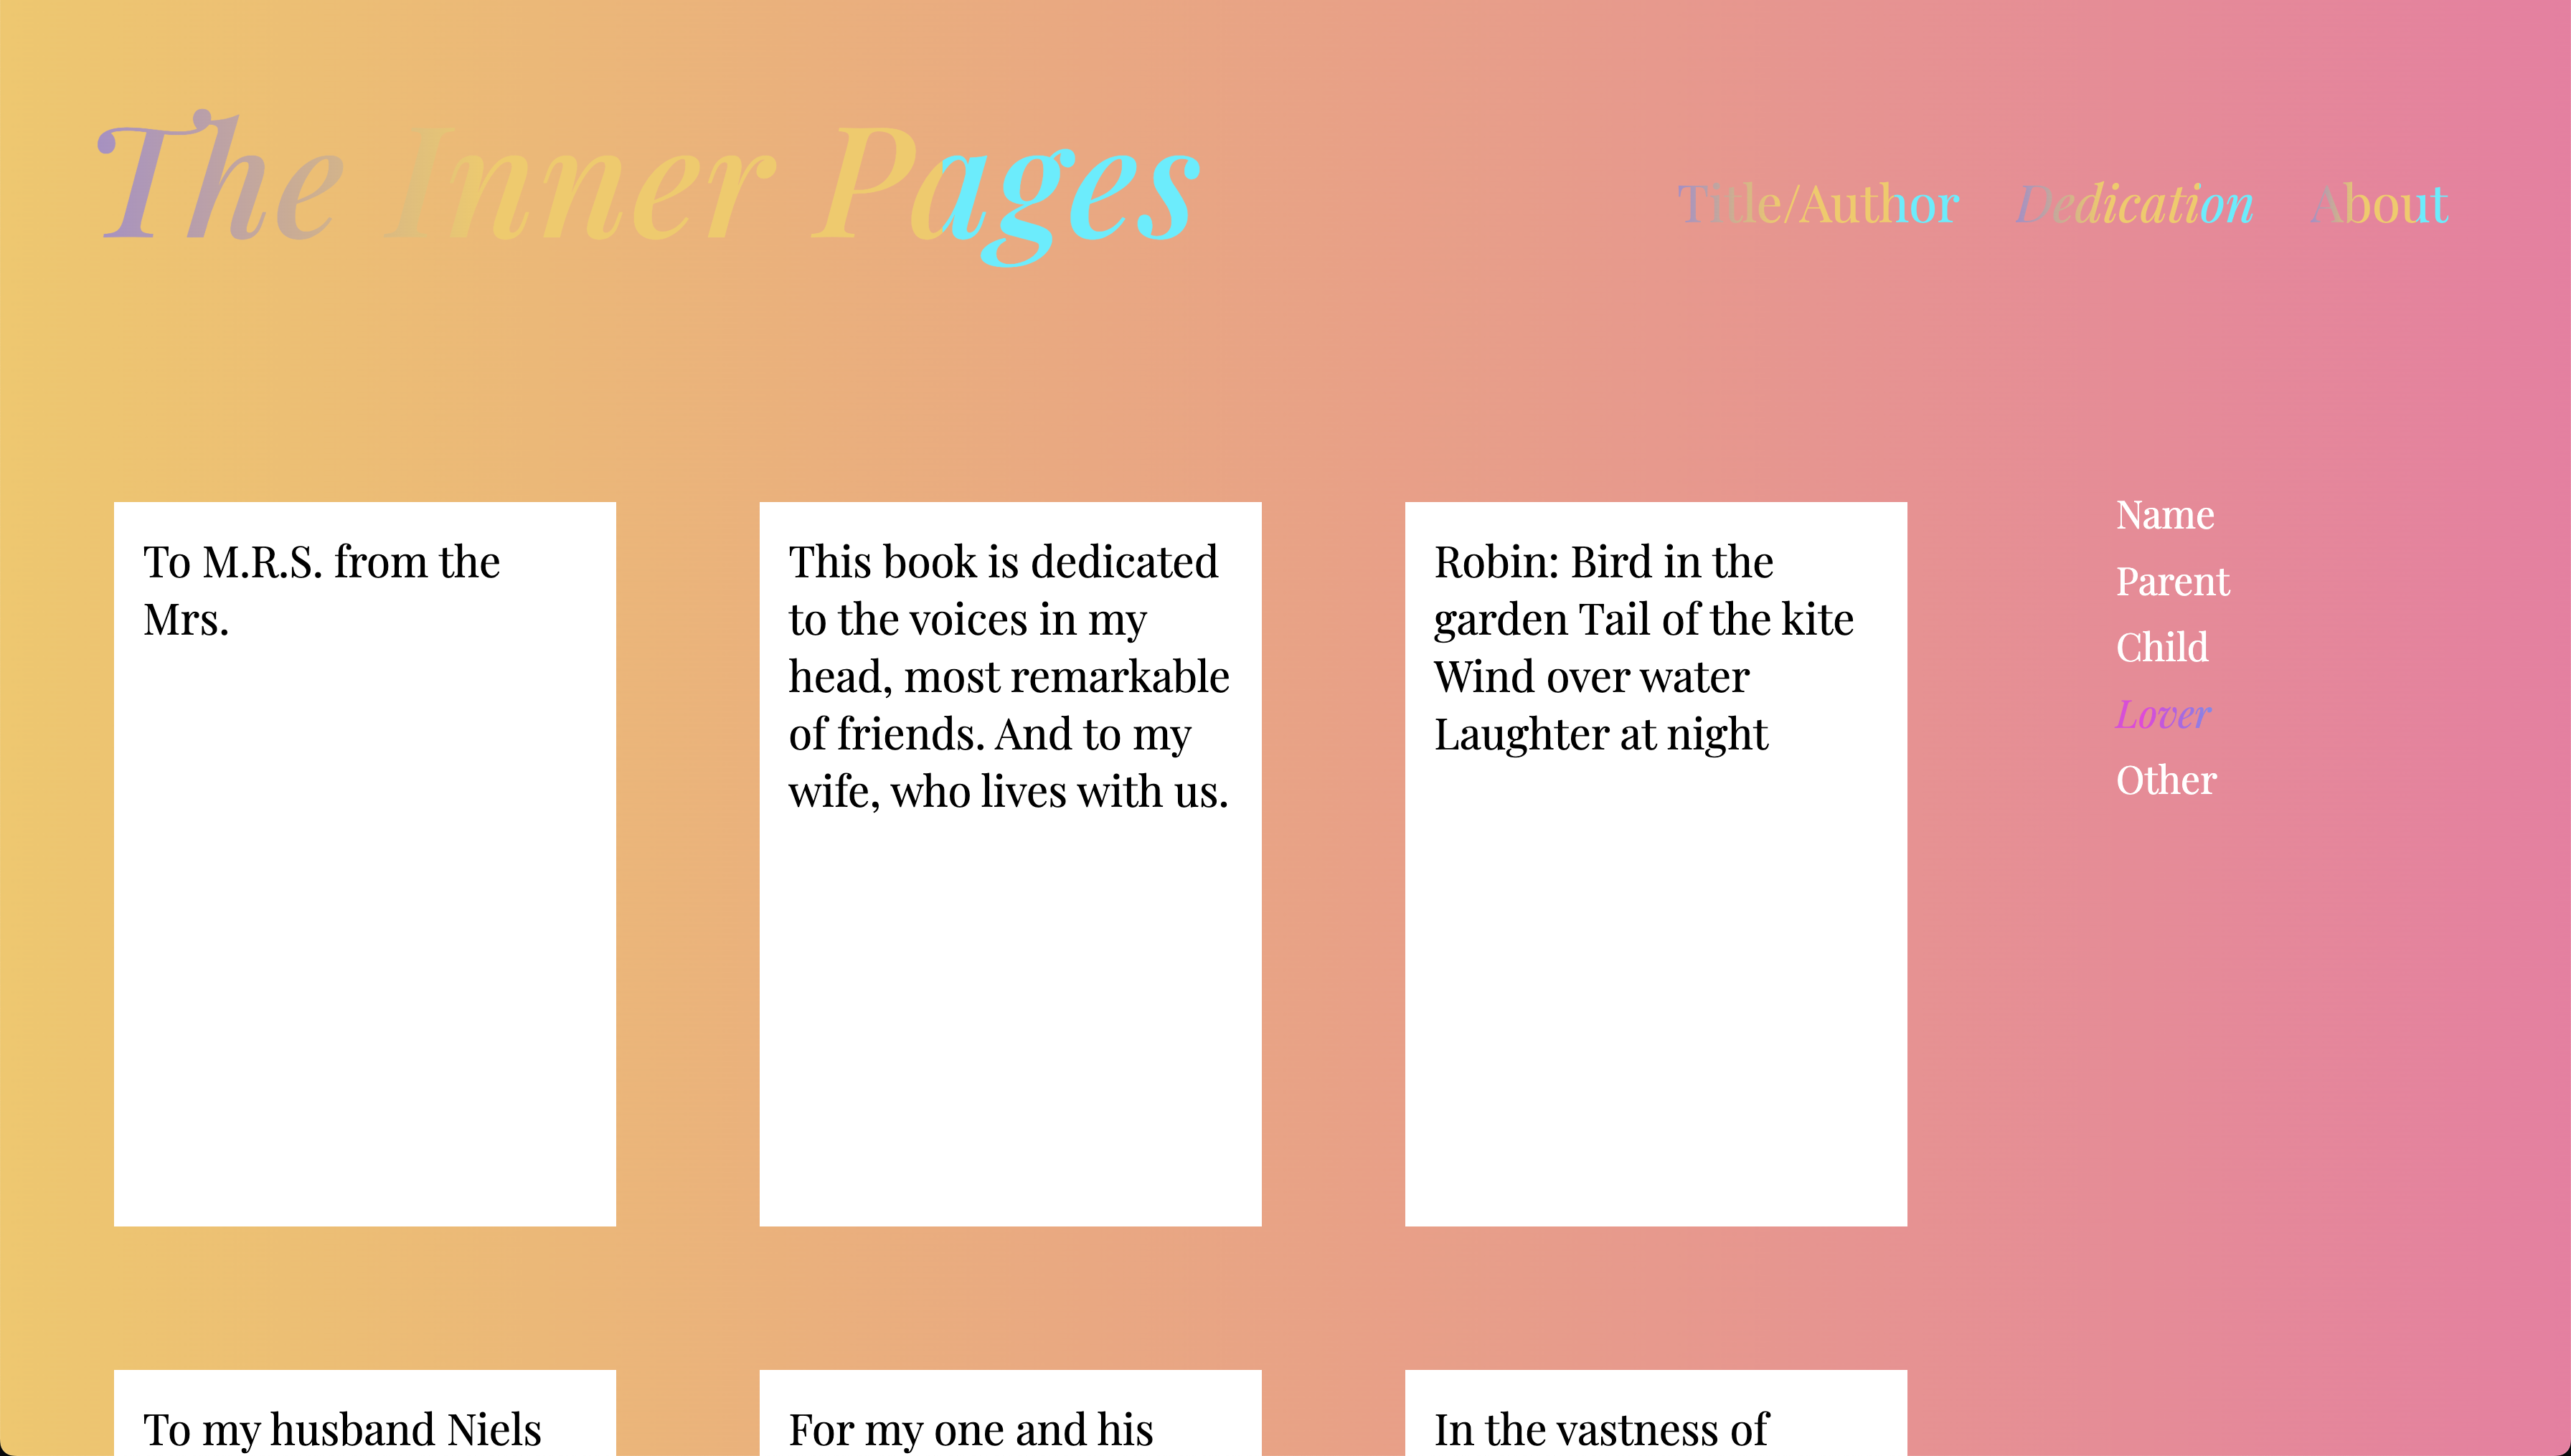 The Inner Pages
Title/Author Dedication About
To M.R.S. from the
Mrs.
This book is dedicated
to the voices in my
head, most remarkable
of friends. And to my
wife, who lives with us.
Robin: Bird in the
garden Tail of the kite
Wind over water
Laughter at night
Name
Parent
Child
Lover
Other
To my husband Niels
For my one and his
In the vastness of